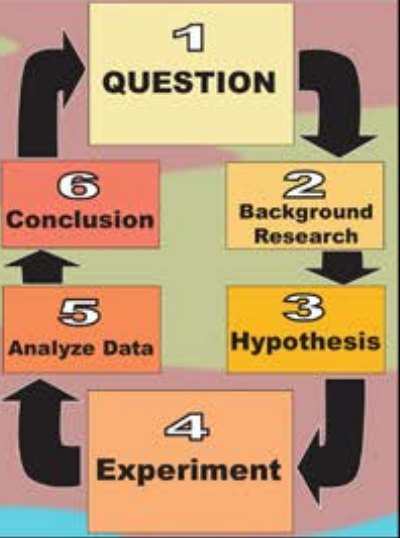 1
QUESTION
2
Background
Research
3
Hypothesis
4
Experiment
5
Analyze Data
6
Conclusion